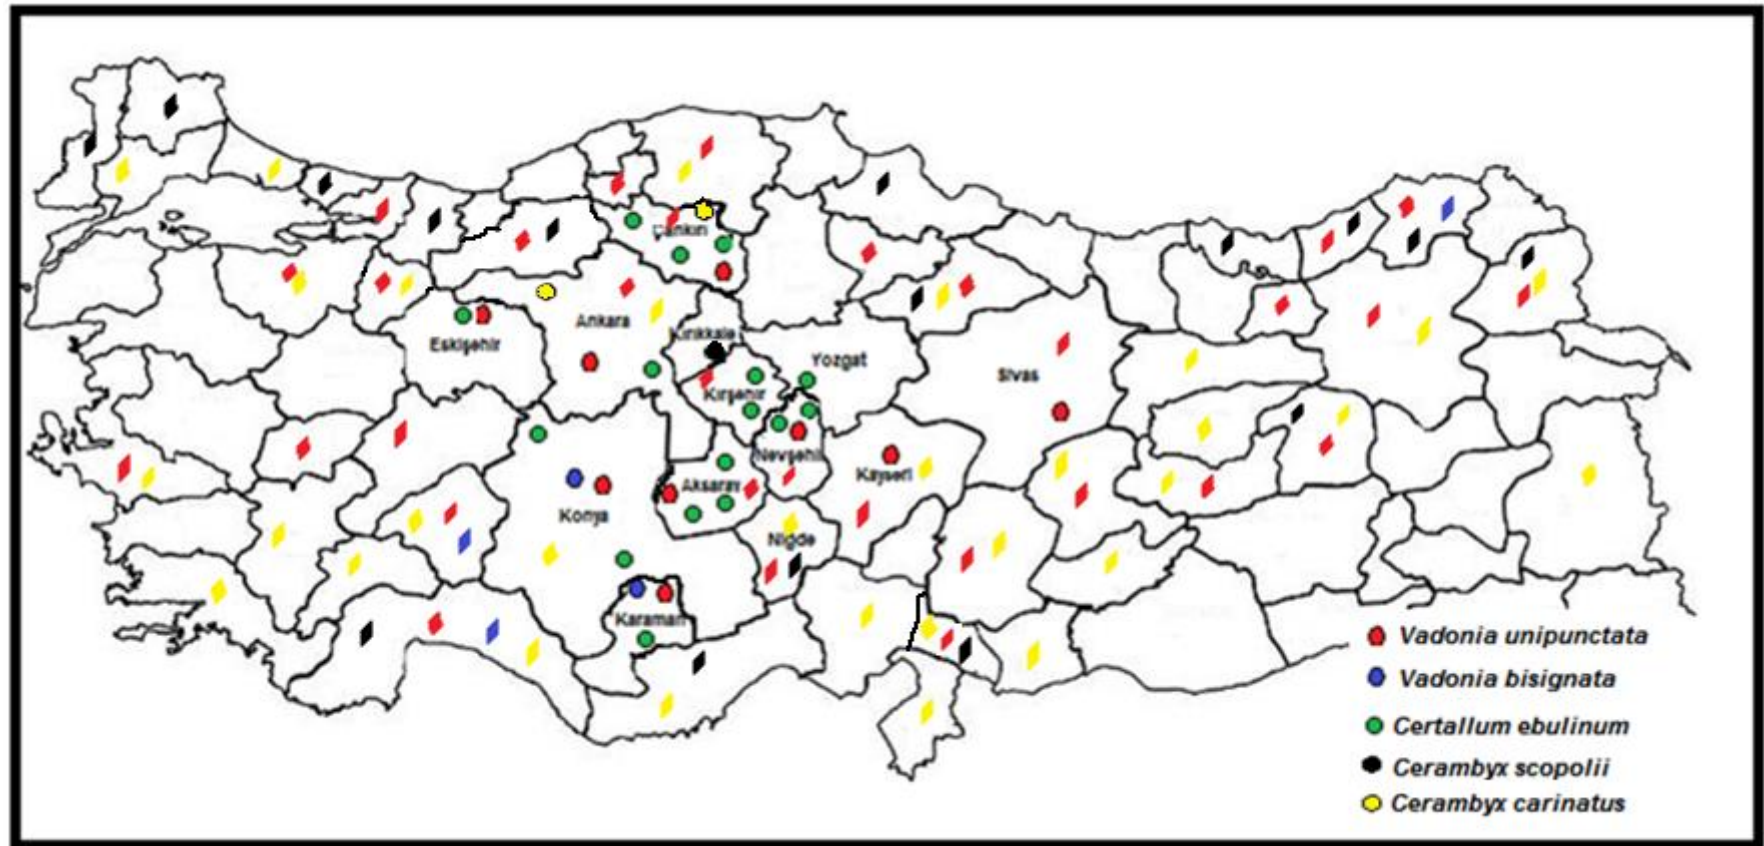 Çankırı
Ankara
Kırıkkale
Eskişehir
Yozgat
Sivas
Kırşehir
Nevşehi
Kayseri
Aksaray
Konya
Niğde
Karaman
Vadonia unipunctata
Vadonia bisignata
Certallum ebulinum
Cerambyx scopolii
Cerambyx carinatus